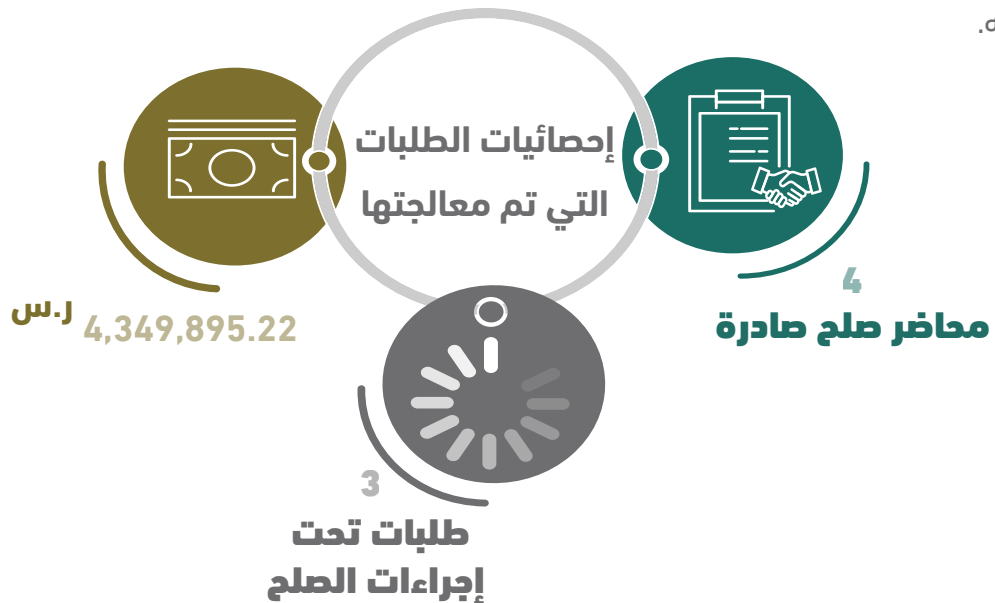 ه.
إحصائيات الطلبات
التي تم معالجتها
4
محاضر صلح صادرة
4,349,895.22 ر.س
3
طلبات تحت
إجراءات الصلح